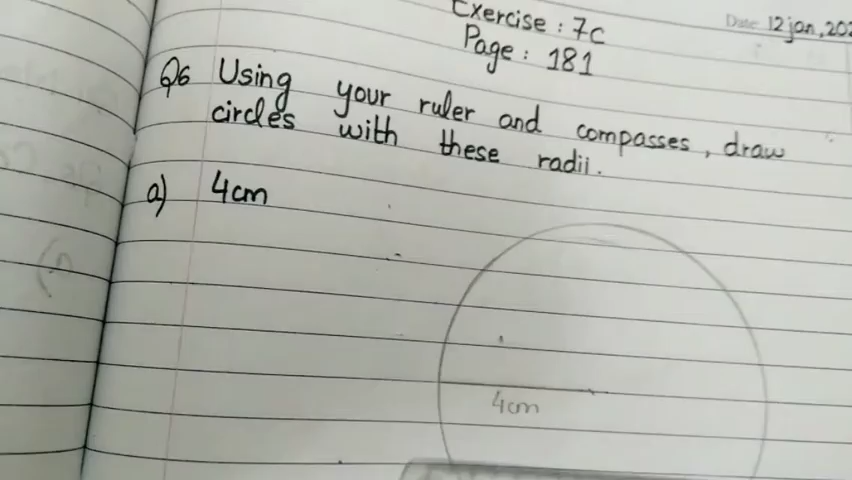 Exercise : 7c
Date 12 jan, 202
Page : 181
Q6 Using your ruler and compasses, draw
circles with these radii.
a) 4cm
4cm